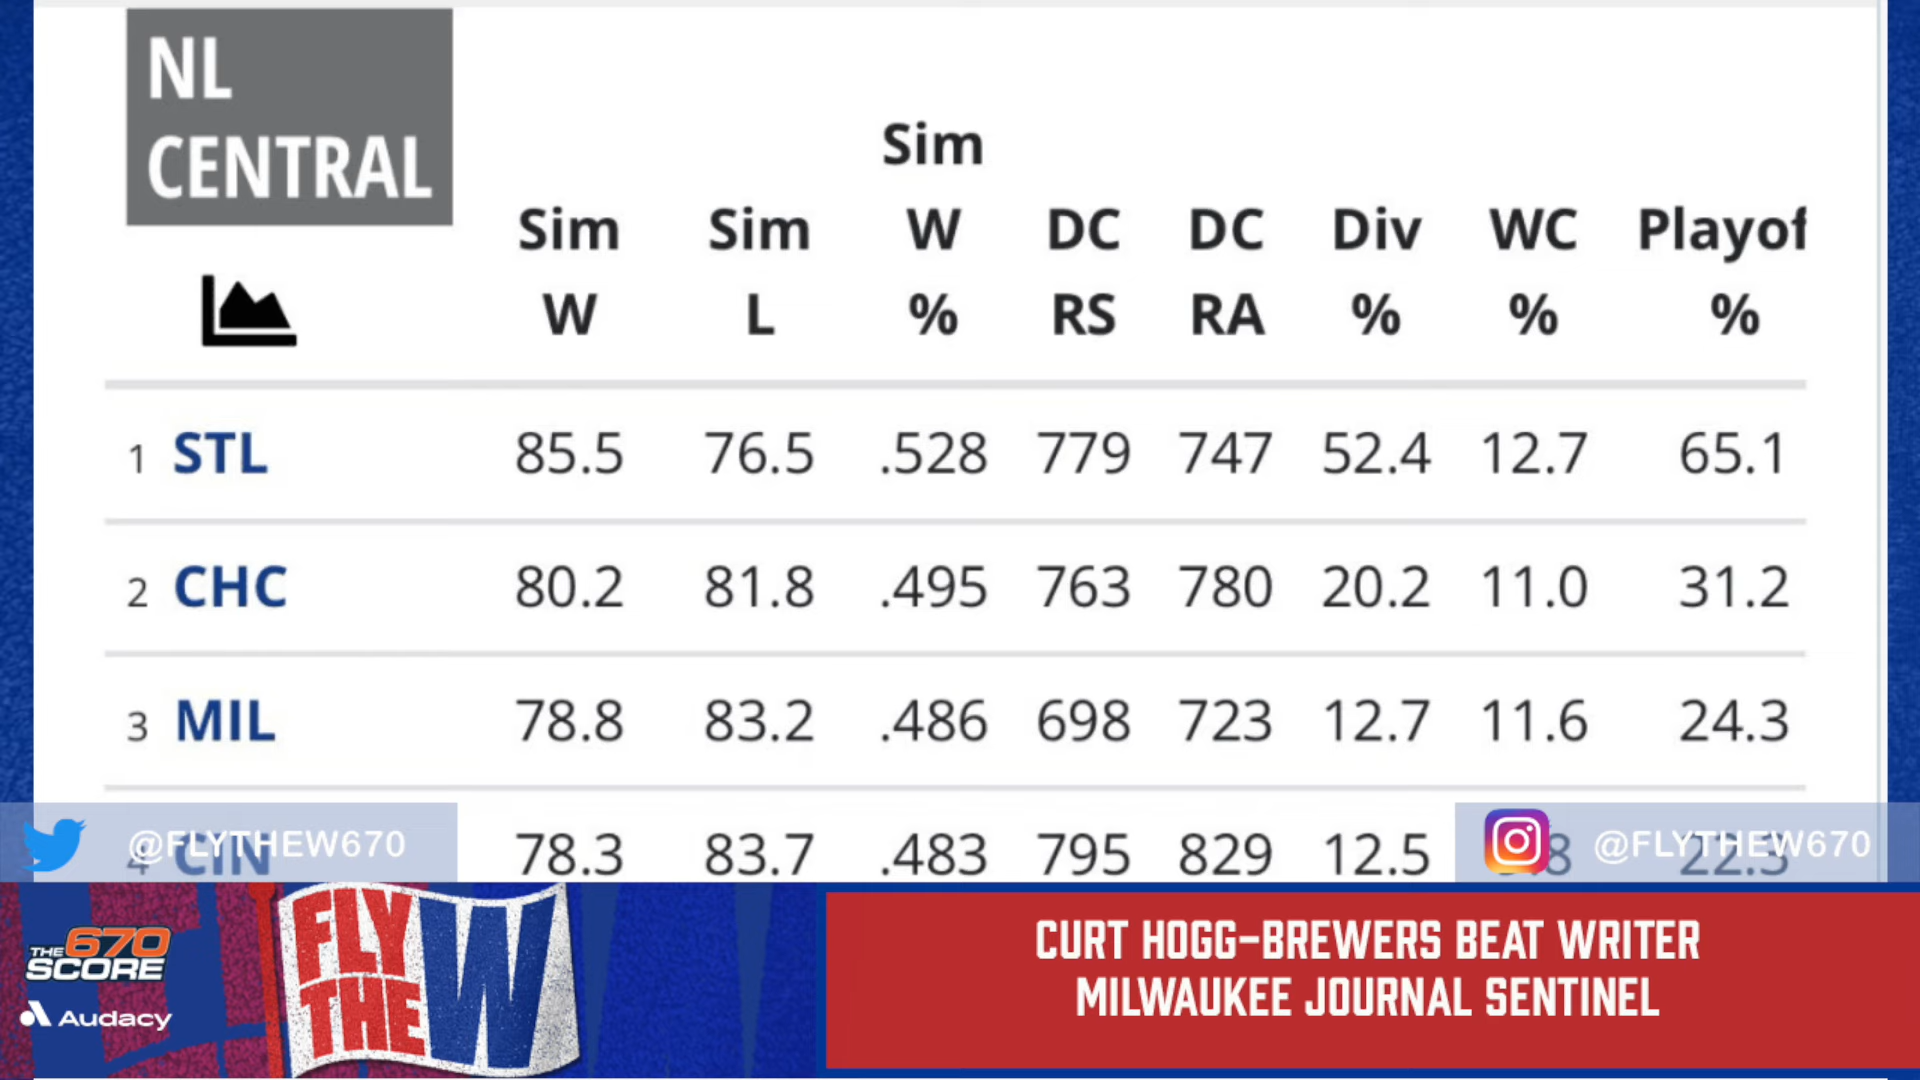 NL
CENTRAL
Sim W
Sim L
Sim W %
DC RS
DC RA
Div %
WC %
Playof %
1 STL 85.5 76.5 .528 779 747 52.4 12.7 65.1
2 CHC 80.2 81.8 .495 763 780 20.2 11.0 31.2
3 MIL 78.8 83.2 .486 698 723 12.7 11.6 24.3
4 CIN 78.3 83.7 .483 795 829 12.5 22.3
@FLYTHEW670
@FLYTHEW670
THE 670
SCORE
Audacy
FLY
THE
W
CURT HOGG-BREWERS BEAT WRITER
MILWAUKEE JOURNAL SENTINEL